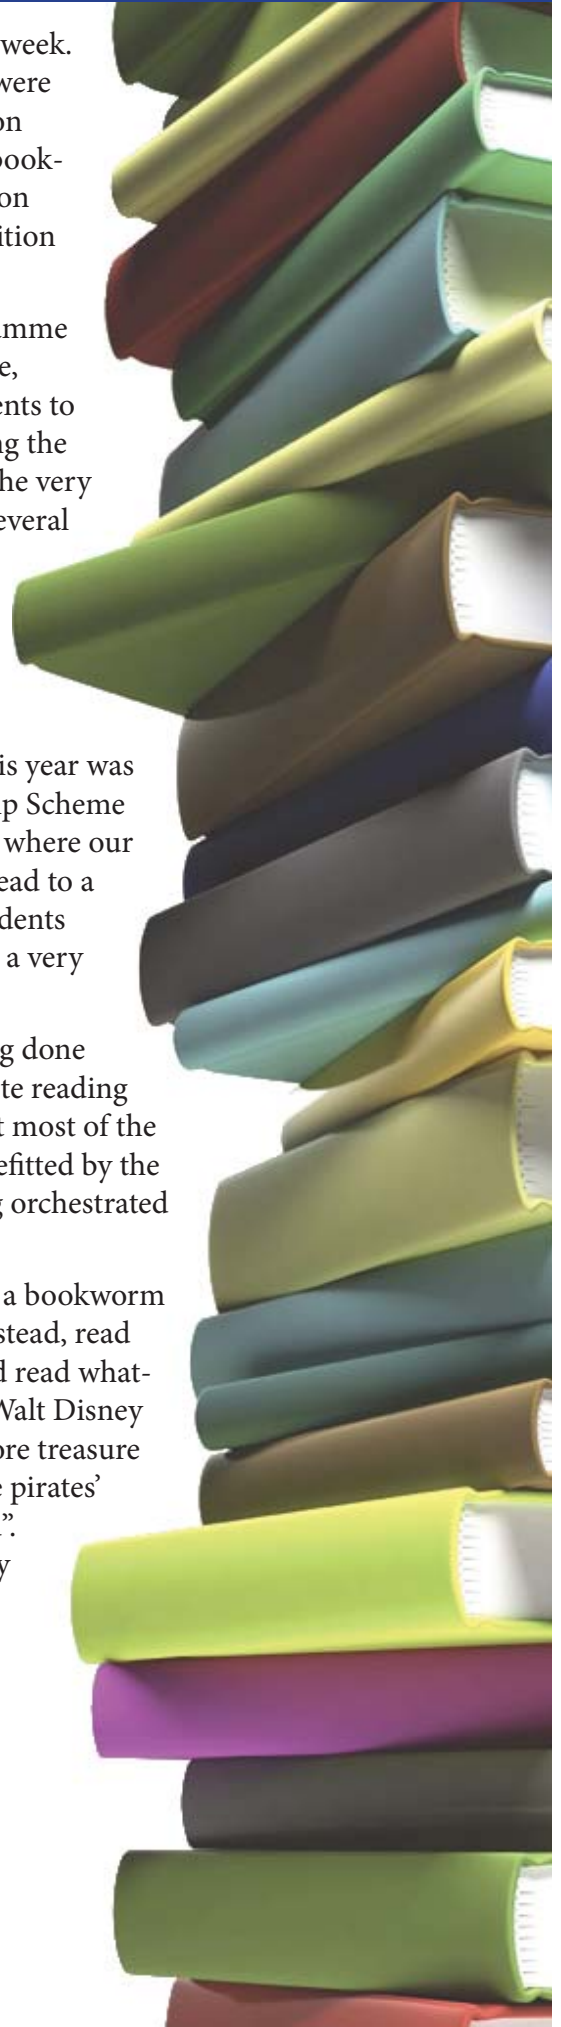 week.
were
on
book-
on
ition
amme
e,
ents to
ng the
he very
everal
is year was
ip Scheme
where our
ead to a
dents
a very
g done
te reading
t most of the
efitted by the
g orchestrated
a bookworm
stead, read
d read what-
Walt Disney
ore treasure
e pirates’
”.
y